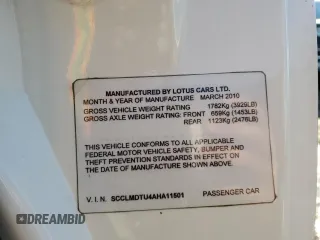 MANUFACTURED BY LOTUS CARS LTD.
MONTH & YEAR OF MANUFACTURE MARCH 2010
GROSS VEHICLE WEIGHT RATING 1782Kg (3929LB)
GROSS AXLE WEIGHT RATING: FRONT 659Kg (1453LB)
REAR 1123Kg (2476LB)
THIS VEHICLE CONFORMS TO ALL APPLICABLE
FEDERAL MOTOR VEHICLE SAFETY, BUMPER AND
THEFT PREVENTION STANDARDS IN EFFECT ON
THE DATE OF MANUFACTURE SHOWN ABOVE.
V. I. N. SCCLMDTU4AHA11501 PASSENGER CAR
DREAMBID